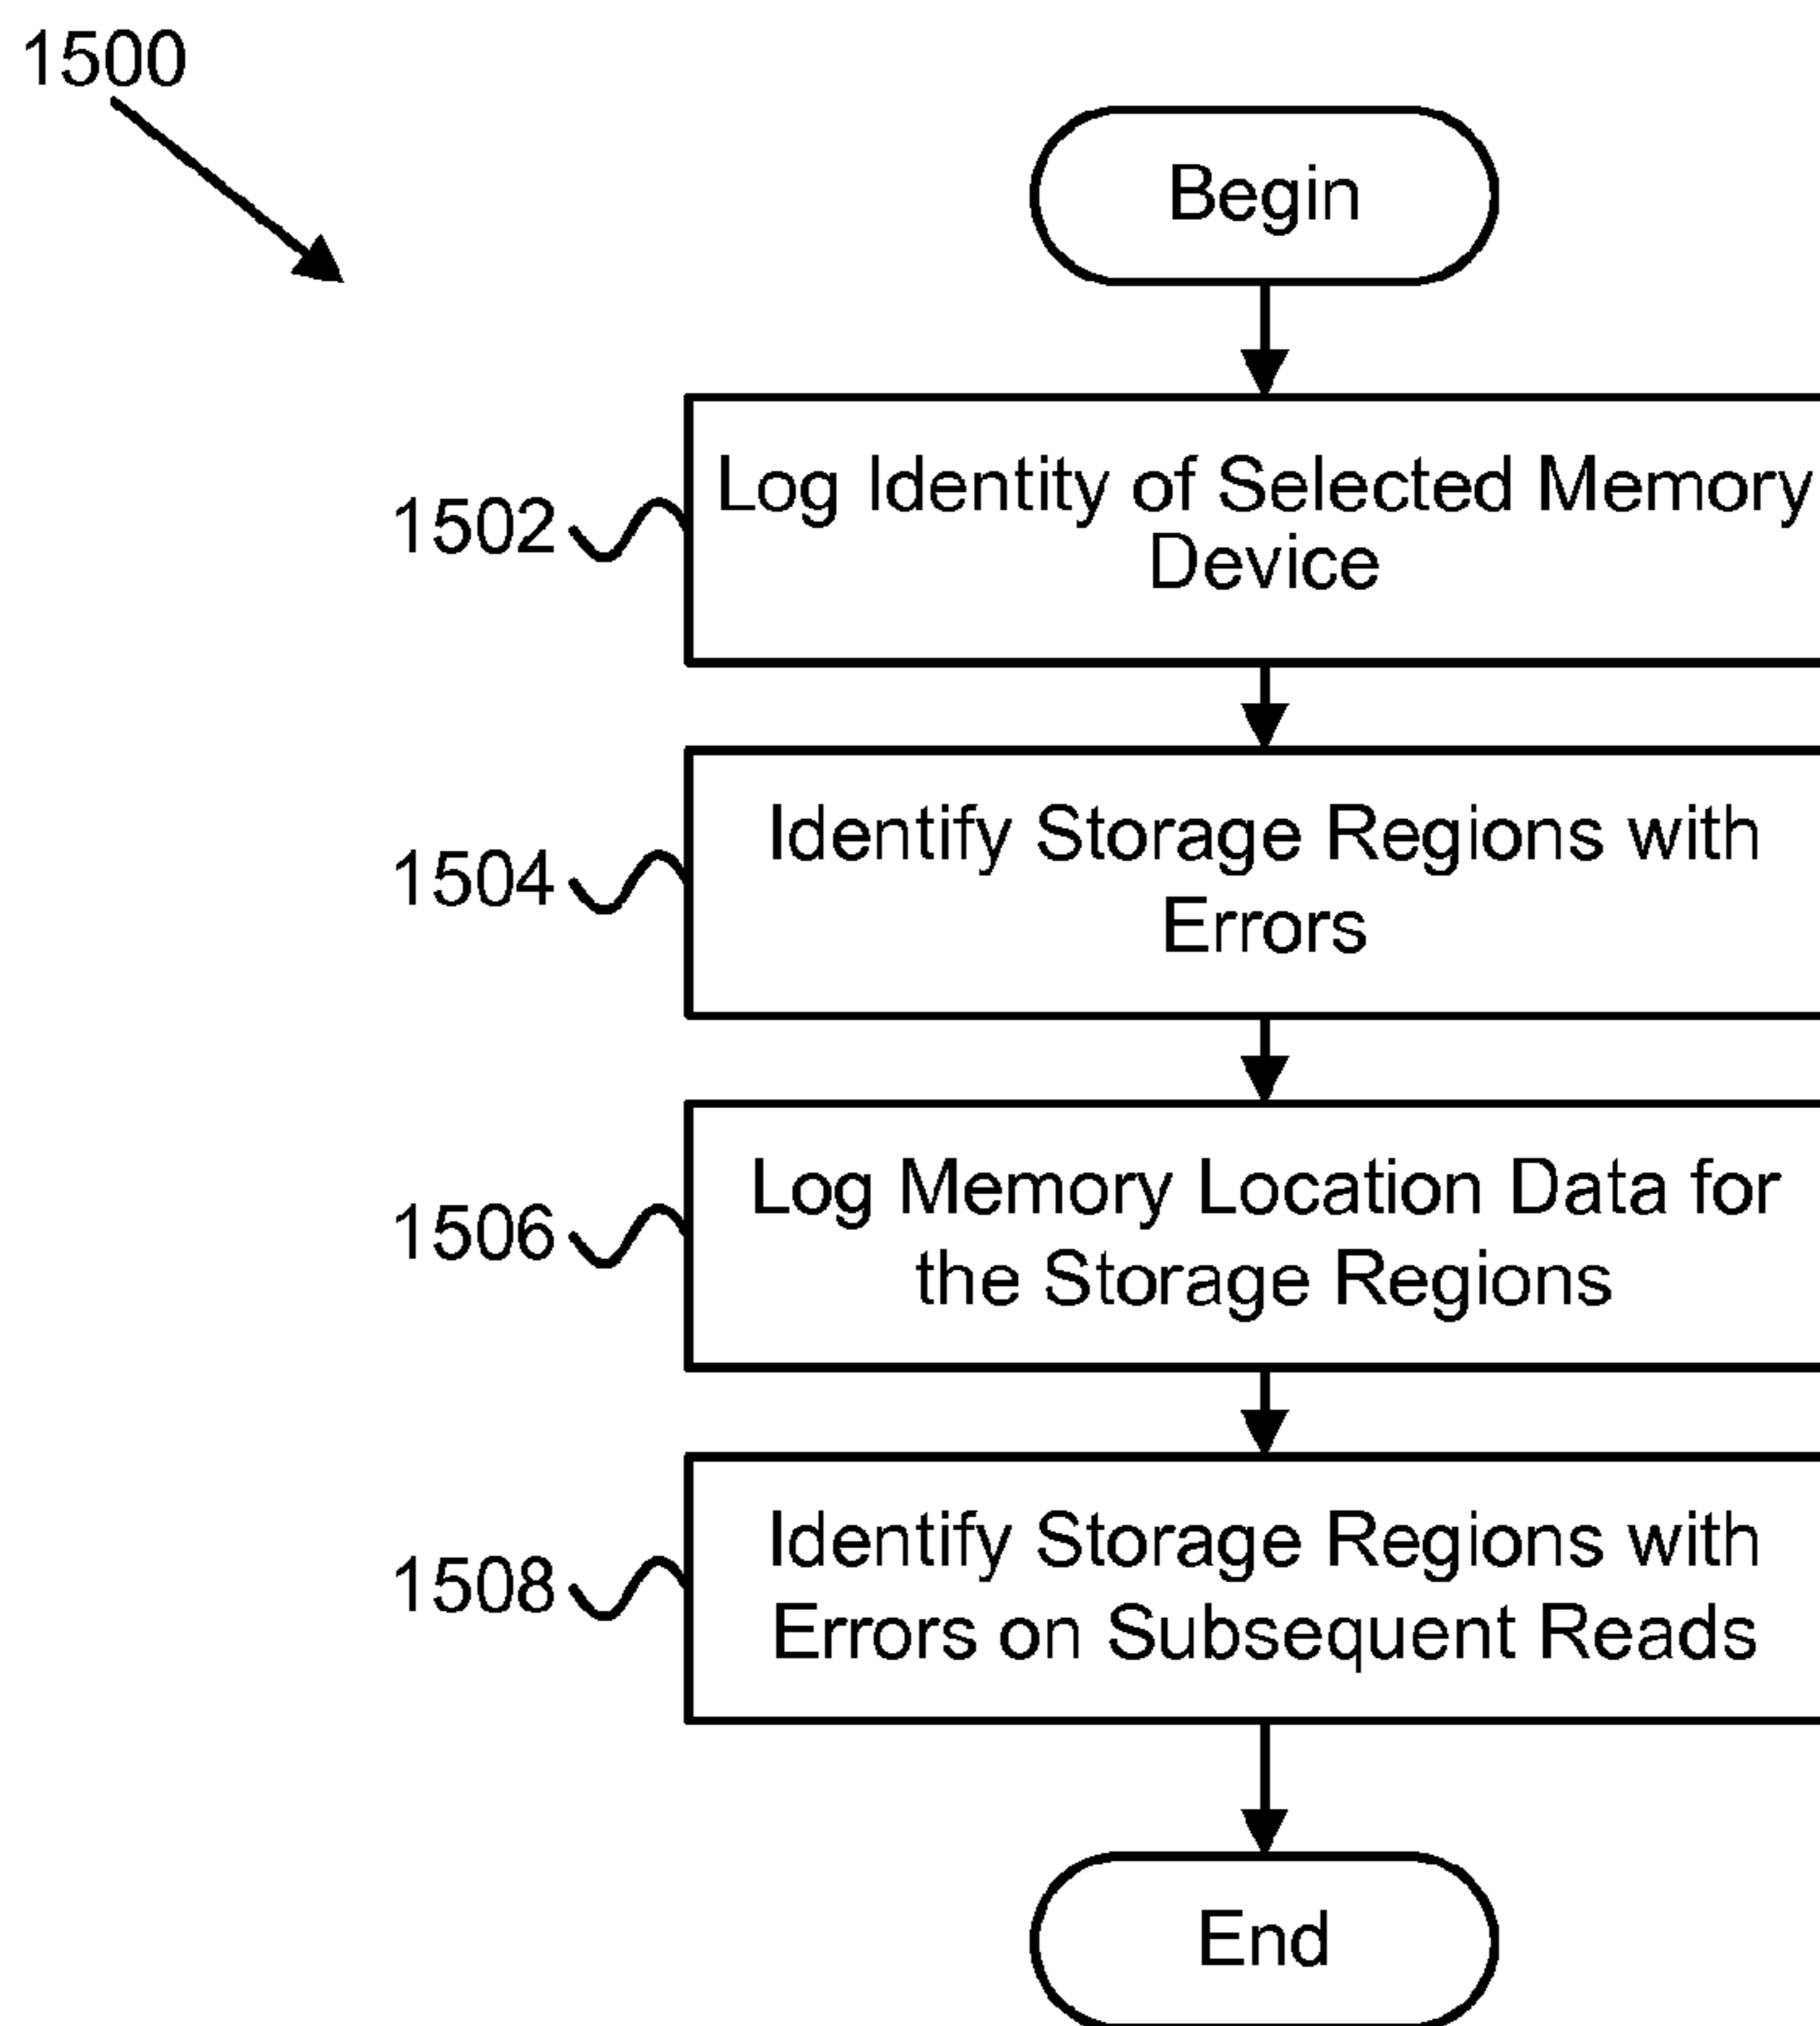 1500
Begin
1502
Log Identity of Selected Memory
Device
1504
Identify Storage Regions with
Errors
1506
Log Memory Location Data for
the Storage Regions
1508
Identify Storage Regions with
Errors on Subsequent Reads
End